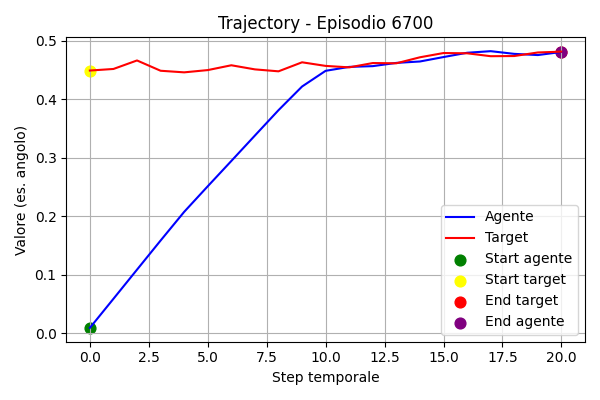 Trajectory - Episodio 6700
Valore (es. angolo)
0.5
0.4
0.3
0.2
0.1
0.0
Agente
Target
Start agente
Start target
End target
End agente
0.0 2.5 5.0 7.5 10.0 12.5 15.0 17.5 20.0
Step temporale